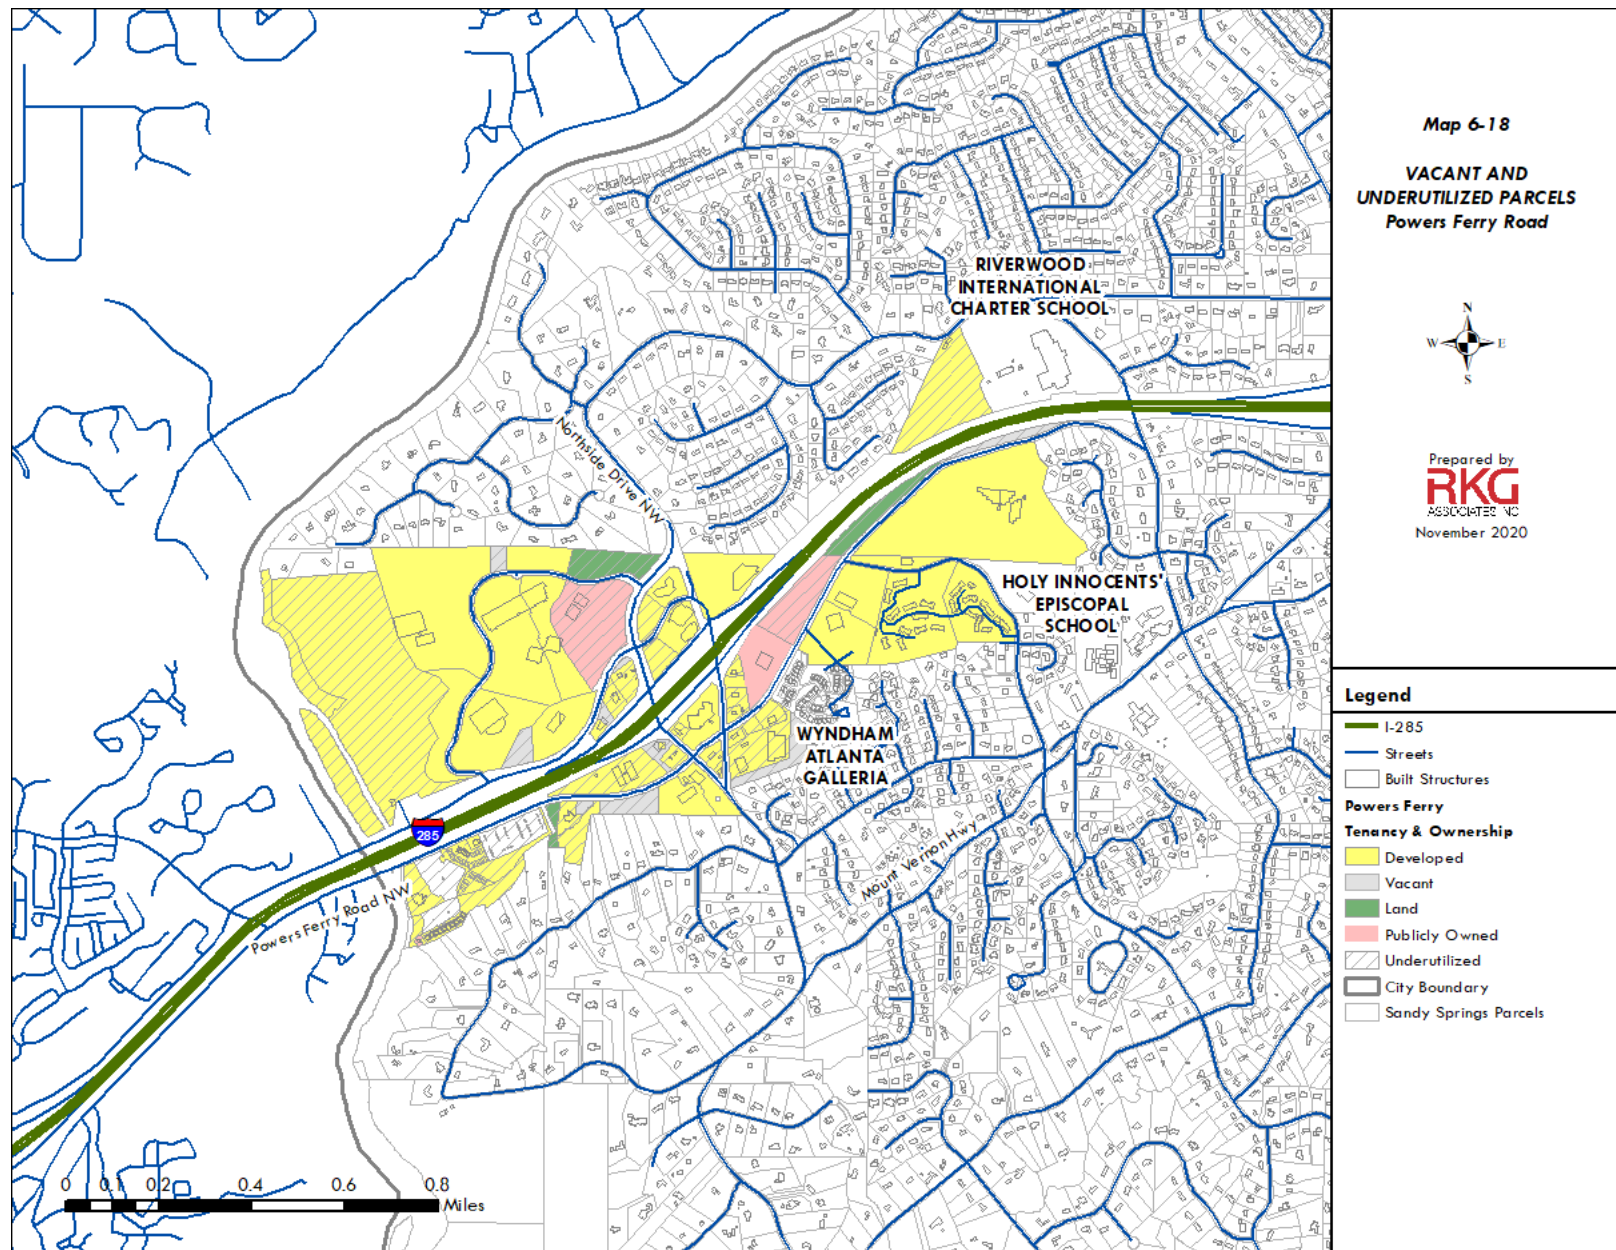 Map 6-18
VACANT AND
UNDERUTILIZED PARCELS
Powers Ferry Road
N
W
E
S
Prepared by
RKG
ASSOCIATES INC
November 2020
RIVERWOOD
INTERNATIONAL
CHARTER SCHOOL
Northside Drive NW
HOLY INNOCENTS'
EPISCOPAL
SCHOOL
WYNDHAM
ATLANTA
GALLERIA
285
Mount Vernon Hwy
Powers Ferry Road NW
0 0.1 0.2 0.4 0.6 0.8
Miles
Legend
I-285
Streets
Built Structures
Powers Ferry
Tenancy & Ownership
Developed
Vacant
Land
Publicly Owned
Underutilized
City Boundary
Sandy Springs Parcels